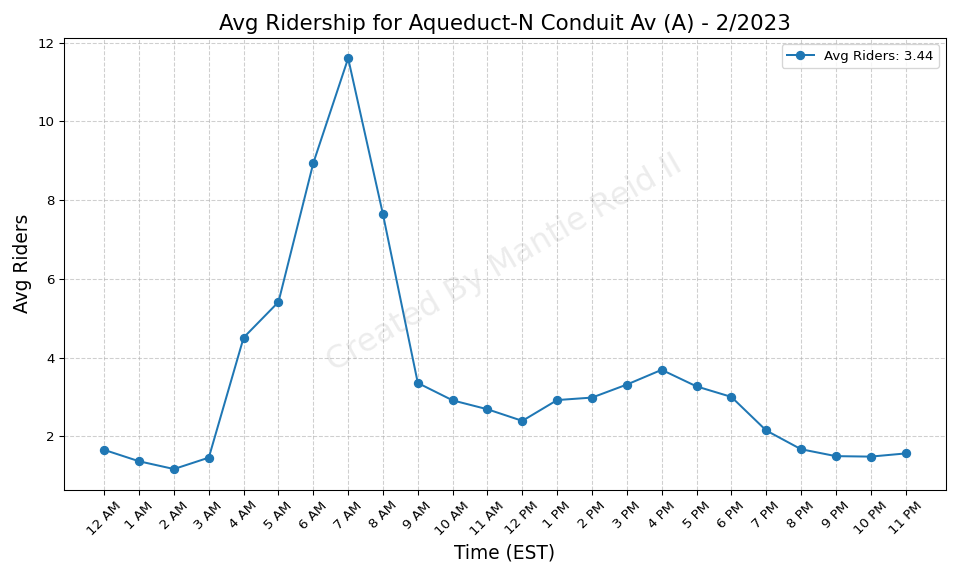 Avg Ridership for Aqueduct-N Conduit Av (A) - 2/2023
Avg Riders: 3.44
12
10
8
6
4
2
Avg Riders
Created By Mantie Reid II
12 AM
1 AM
2 AM
3 AM
4 AM
5 AM
6 AM
7 AM
8 AM
9 AM
10 AM
11 AM
12 PM
1 PM
2 PM
3 PM
4 PM
5 PM
6 PM
7 PM
8 PM
9 PM
10 PM
11 PM
Time (EST)